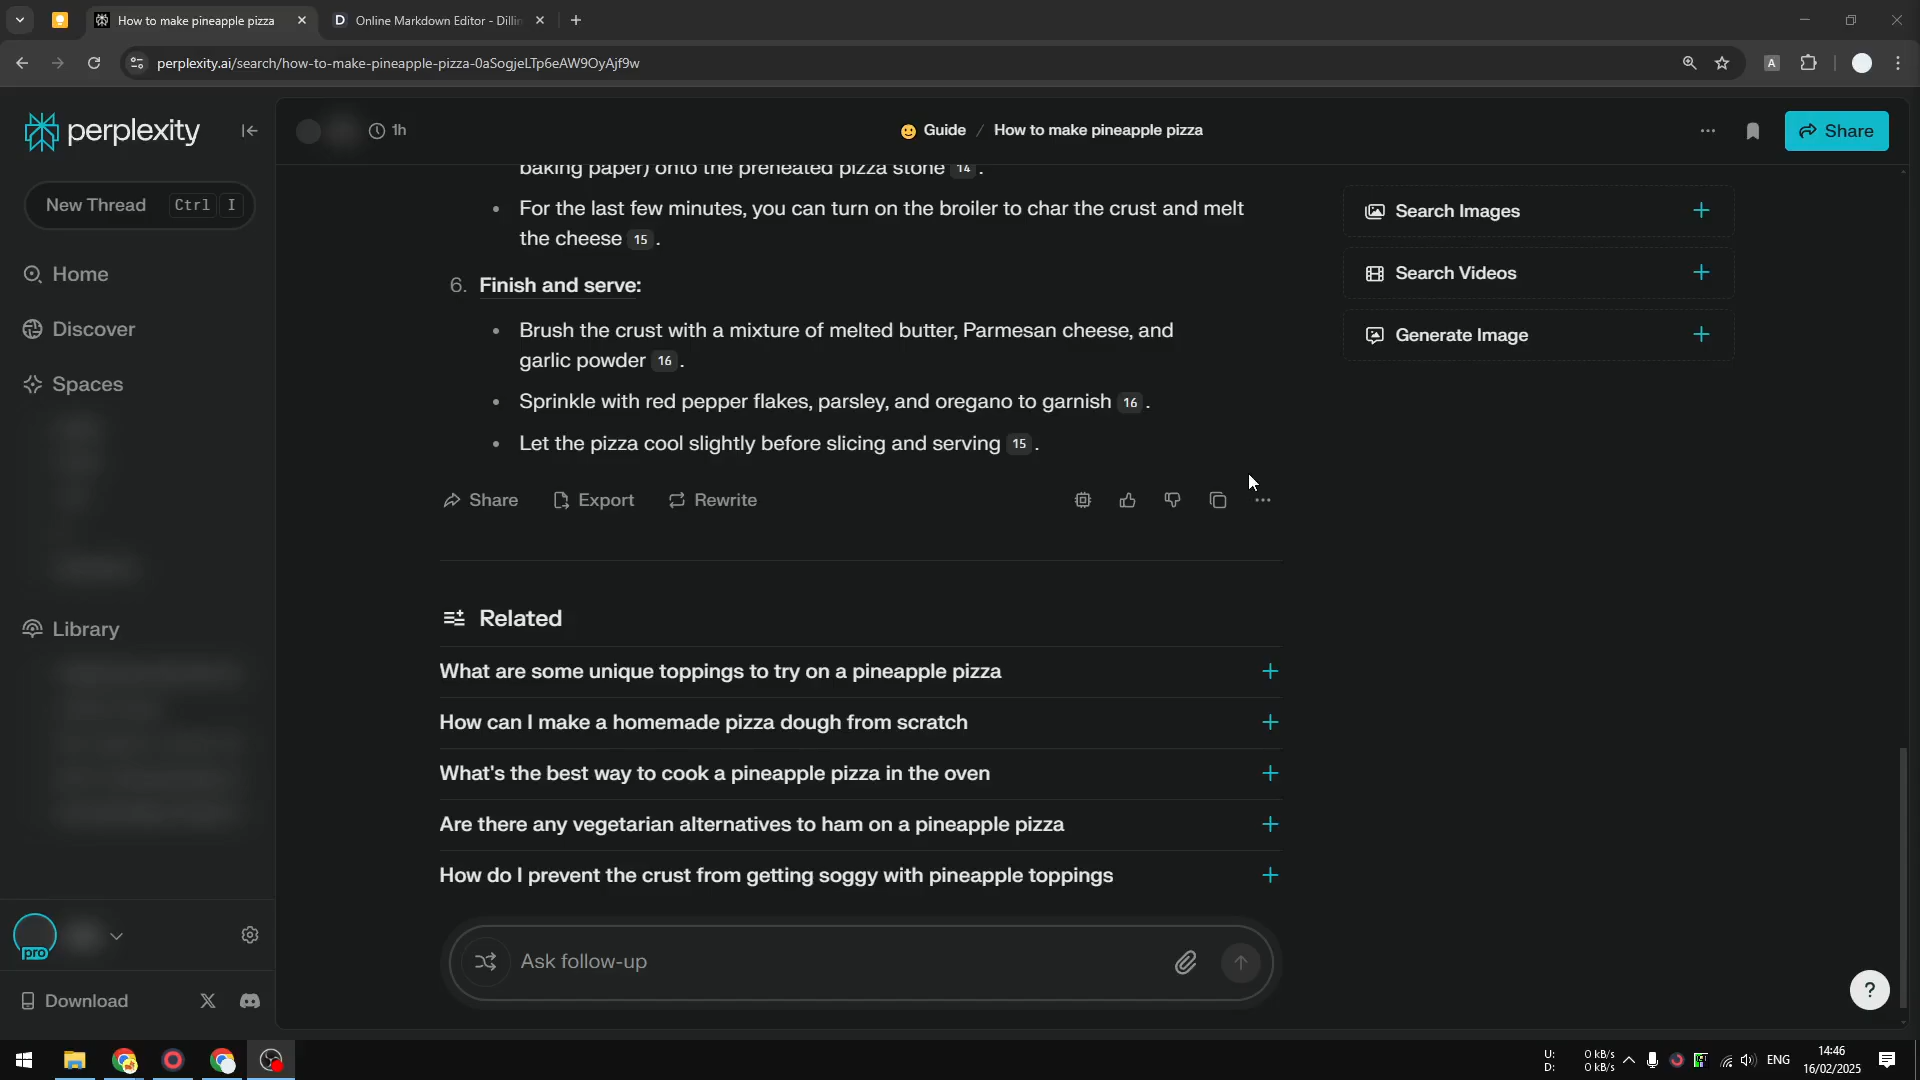 How to make pineapple pizza
Online Markdown Editor - Dillin
perplexity.ai/search/how-to-make-pineapple-pizza-0aSogjeLTp6eAW9OyAjf9w
perplexity
1h
Guide / How to make pineapple pizza
Share
New Thread Ctrl I
Home
Discover
Spaces
Library
pro
Download
baking paper) onto the preheated pizza stone 14 .
• For the last few minutes, you can turn on the broiler to char the crust and melt
the cheese 15 .
6. Finish and serve:
• Brush the crust with a mixture of melted butter, Parmesan cheese, and
garlic powder 16 .
• Sprinkle with red pepper flakes, parsley, and oregano to garnish 16 .
• Let the pizza cool slightly before slicing and serving 15 .
Share Export Rewrite
Related
What are some unique toppings to try on a pineapple pizza
How can I make a homemade pizza dough from scratch
What's the best way to cook a pineapple pizza in the oven
Are there any vegetarian alternatives to ham on a pineapple pizza
How do I prevent the crust from getting soggy with pineapple toppings
Ask follow-up
Search Images
Search Videos
Generate Image
?
U: 0 kB/s
D: 0 kB/s
ENG
14:46
16/02/2025